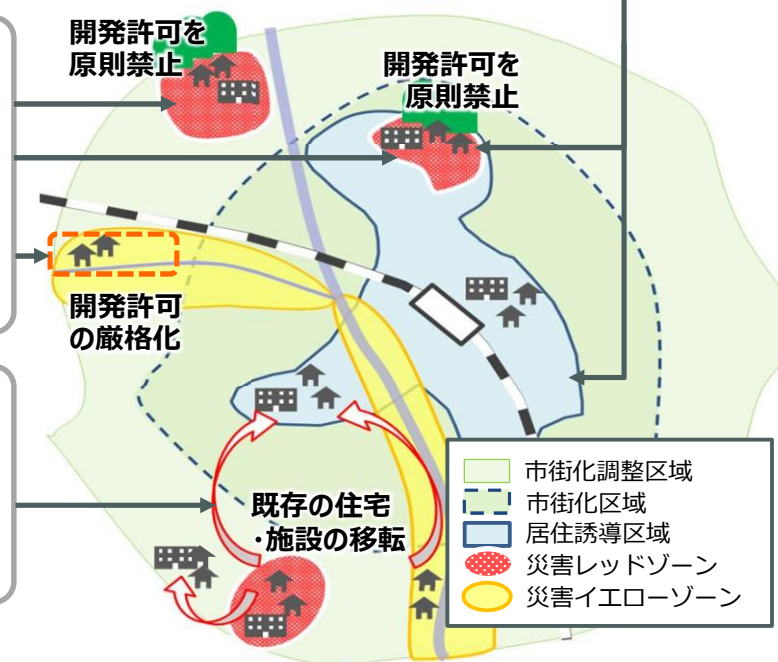 開発許可を
原則禁止
開発許可を
原則禁止
開発許可
の厳格化
既存の住宅
・施設の移転
市街化調整区域
市街化区域
居住誘導区域
災害レッドゾーン
災害イエローゾーン